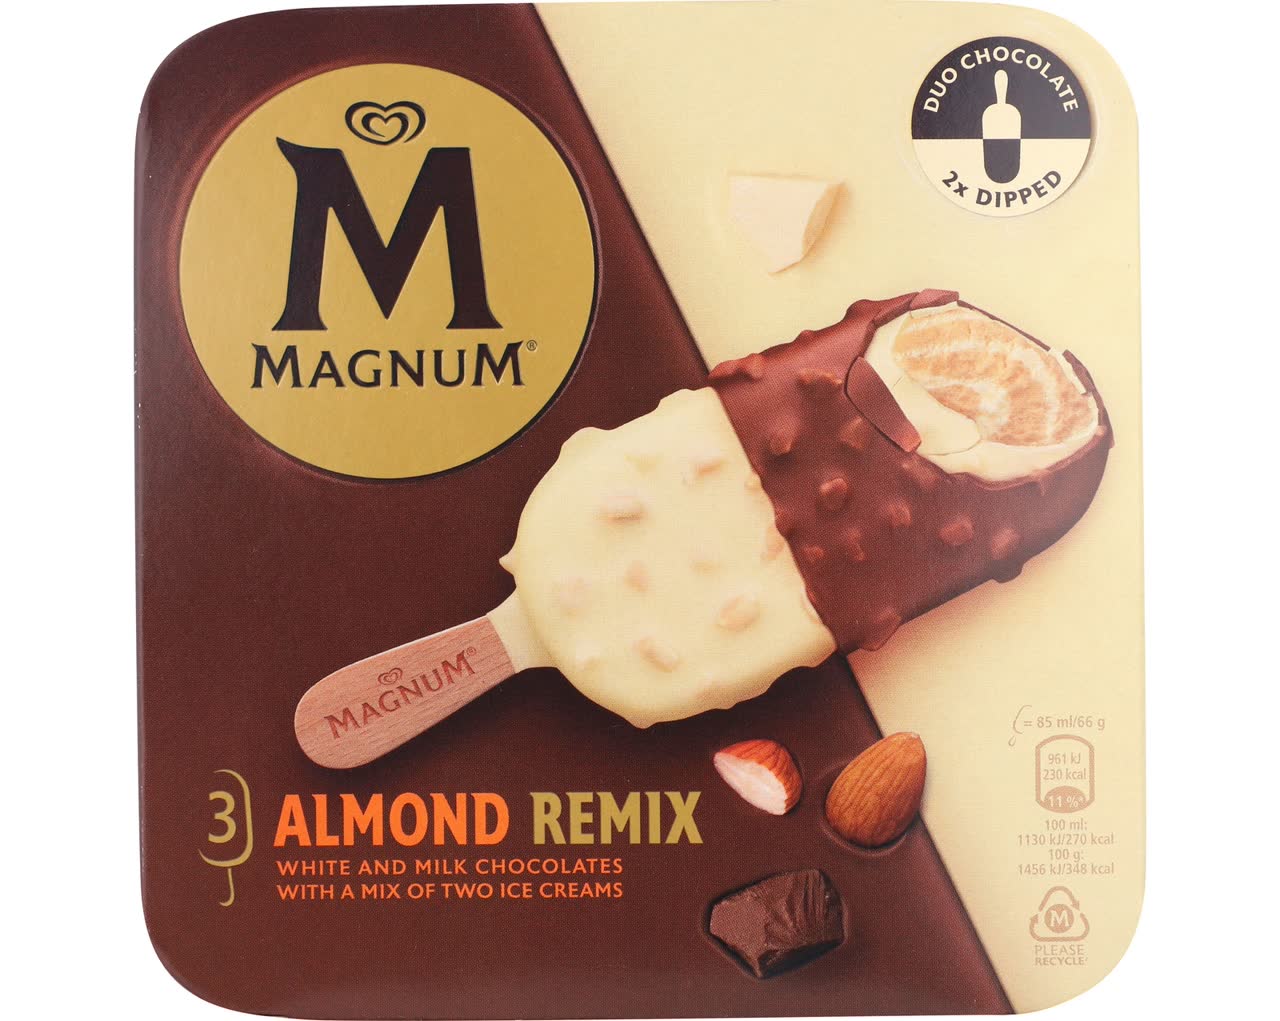 M
MAGNUM®
DUO CHOCOLATE
2x DIPPED
MAGNUM®
= 85 ml/66 g
961 kJ
230 kcal
11 %*
100 ml:
1130 kJ/270 kcal
100 g:
1456 kJ/348 kcal
M
PLEASE
RECYCLE
3
ALMOND REMIX
WHITE AND MILK CHOCOLATES
WITH A MIX OF TWO ICE CREAMS